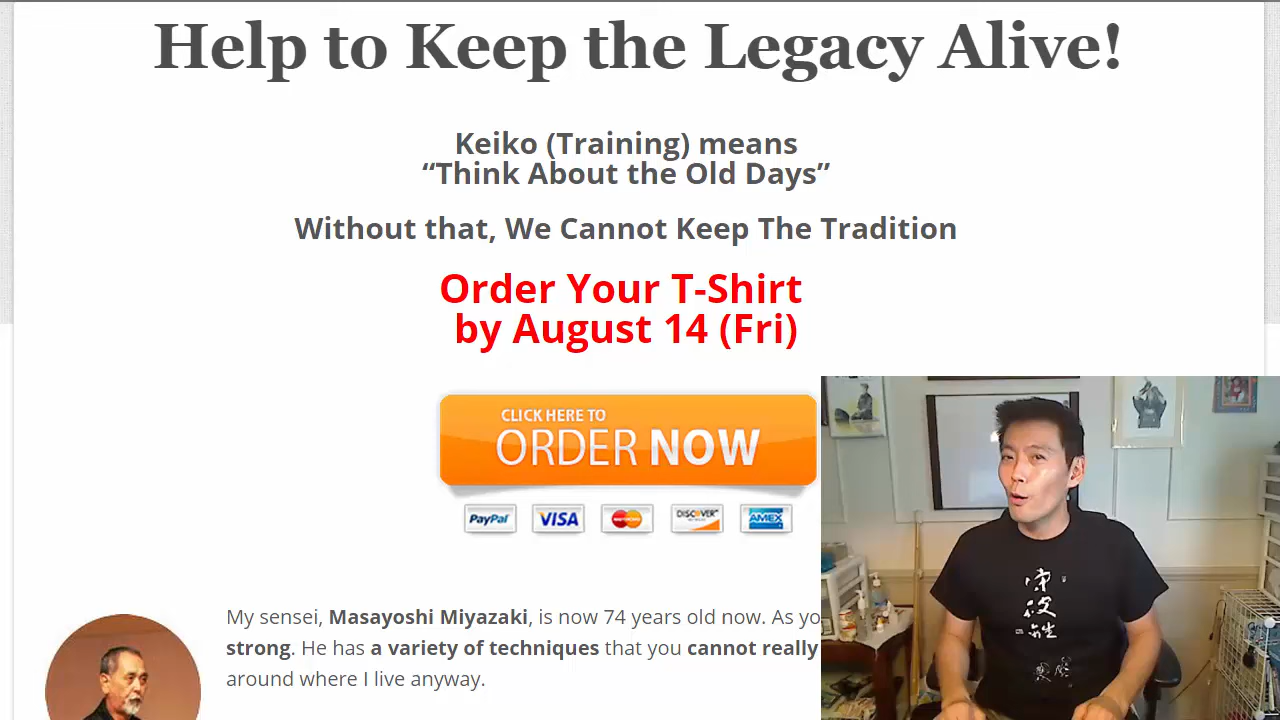 Help to Keep the Legacy Alive!
Keiko (Training) means
“Think About the Old Days”
Without that, We Cannot Keep The Tradition
Order Your T-Shirt
by August 14 (Fri)
CLICK HERE TO
ORDER NOW
PayPal VISA MasterCard DISCOVER AMEX
My sensei, Masayoshi Miyazaki, is now 74 years old now. As yo
strong. He has a variety of techniques that you cannot really
around where I live anyway.